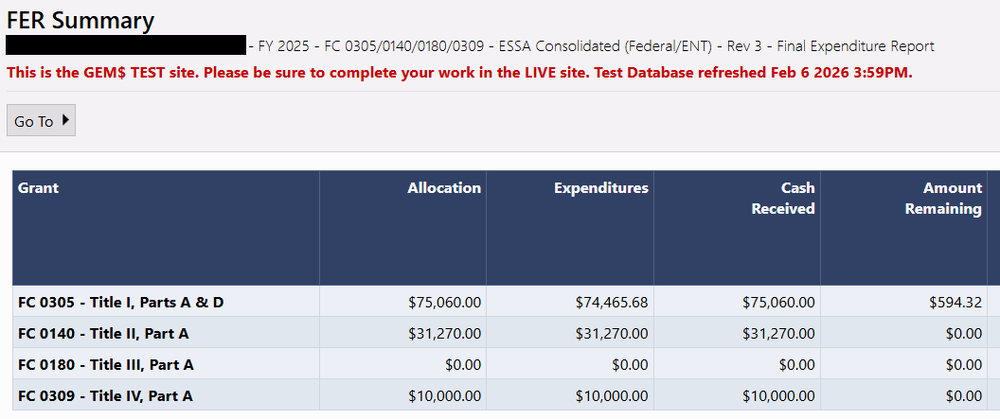 FER Summary
- FY 2025 - FC 0305/0140/0180/0309 - ESSA Consolidated (Federal/ENT) - Rev 3 - Final Expenditure Report
This is the GEM$ TEST site. Please be sure to complete your work in the LIVE site. Test Database refreshed Feb 6 2026 3:59PM.
Go To
Grant Allocation Expenditures Cash Received Amount Remaining
FC 0305 - Title I, Parts A & D $75,060.00 $74,465.68 $75,060.00 $594.32
FC 0140 - Title II, Part A $31,270.00 $31,270.00 $31,270.00 $0.00
FC 0180 - Title III, Part A $0.00 $0.00 $0.00 $0.00
FC 0309 - Title IV, Part A $10,000.00 $10,000.00 $10,000.00 $0.00